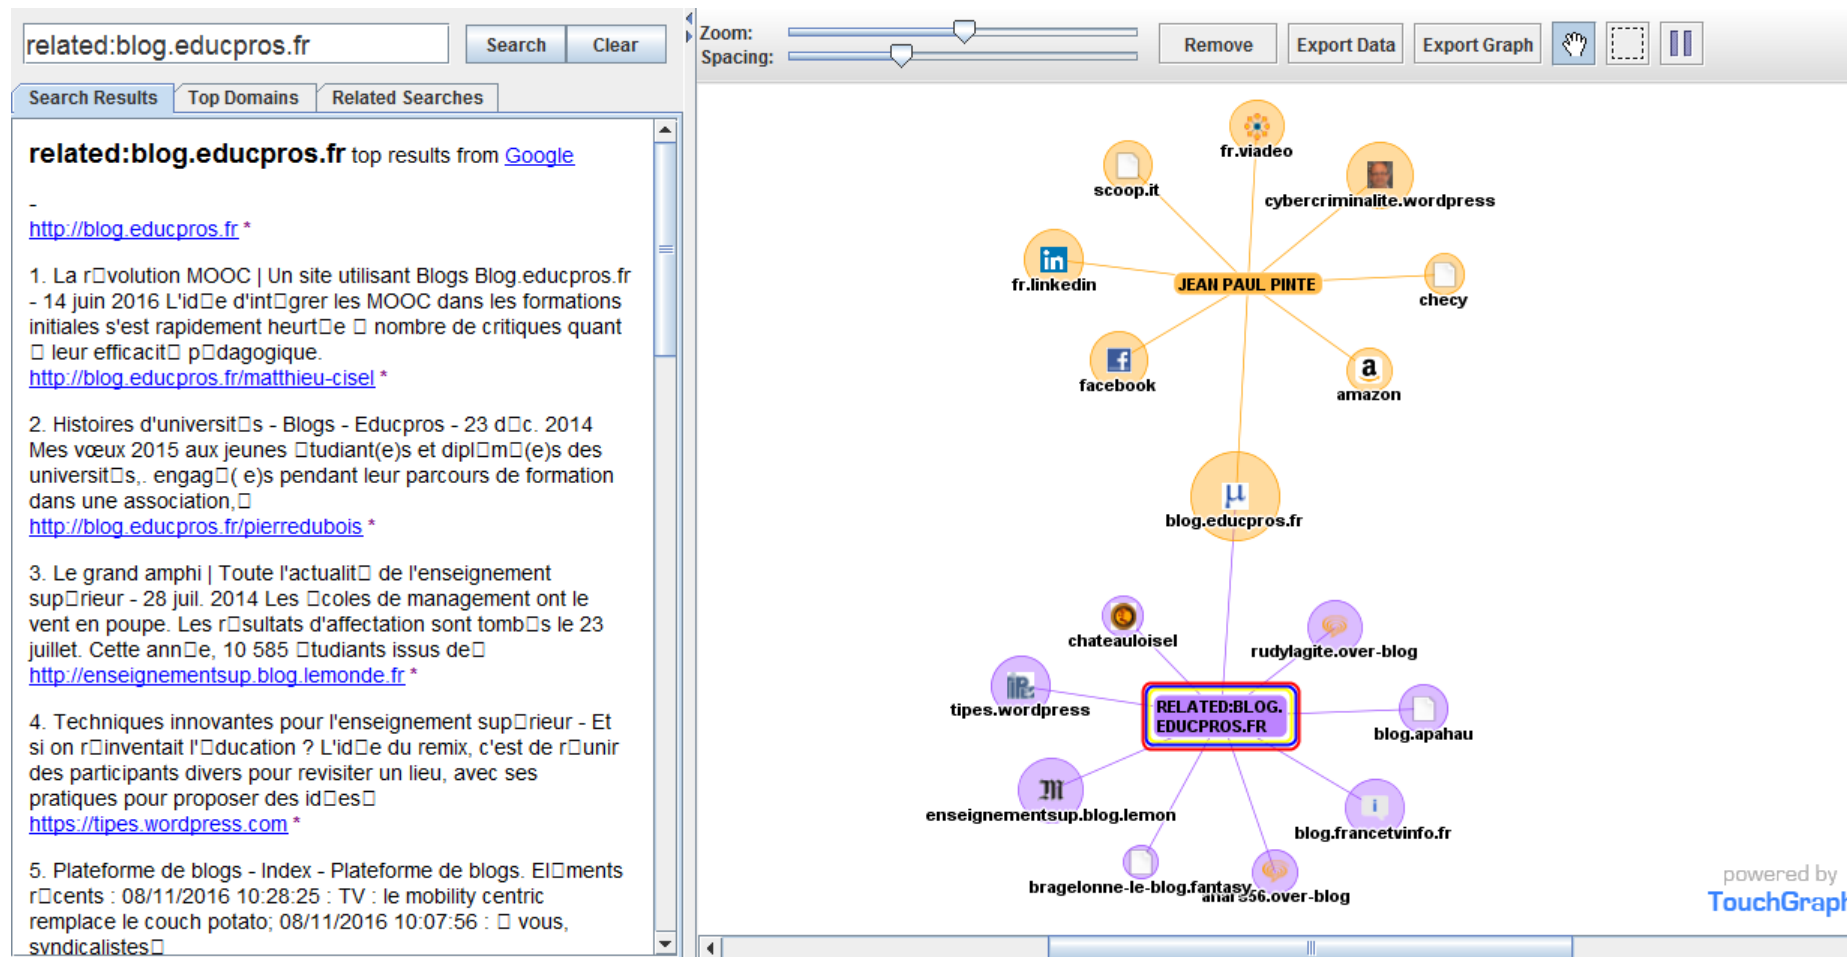 related:blog.educpros.fr
Search
Clear
Search Results
Top Domains
Related Searches
related:blog.educpros.fr top results from Google
-
http://blog.educpros.fr *
1. La r□volution MOOC | Un site utilisant Blogs Blog.educpros.fr
- 14 juin 2016 L'id□e d'int□grer les MOOC dans les formations
initiales s'est rapidement heurt□e □ nombre de critiques quant
□ leur efficacit□ p□dagogique.
http://blog.educpros.fr/matthieu-cisel *
2. Histoires d'universit□s - Blogs - Educpros - 23 d□c. 2014
Mes vœux 2015 aux jeunes □tudiant(e)s et dipl□m□(e)s des
universit□s,. engag□( e)s pendant leur parcours de formation
dans une association,□
http://blog.educpros.fr/pierredubois *
3. Le grand amphi | Toute l'actualit□ de l'enseignement
sup□rieur - 28 juil. 2014 Les □coles de management ont le
vent en poupe. Les r□sultats d'affectation sont tomb□s le 23
juillet. Cette ann□e, 10 585 □tudiants issus de□
http://enseignementsup.blog.lemonde.fr *
4. Techniques innovantes pour l'enseignement sup□rieur - Et
si on r□inventait l'□ducation ? L'id□e du remix, c'est de r□unir
des participants divers pour revisiter un lieu, avec ses
pratiques pour proposer des id□es□
https://tipes.wordpress.com *
5. Plateforme de blogs - Index - Plateforme de blogs. El□ments
r□cents : 08/11/2016 10:28:25 : TV : le mobility centric
remplace le couch potato; 08/11/2016 10:07:56 : □ vous,
syndicalistes□
Zoom:
Spacing:
Remove
Export Data
Export Graph
fr.viadeo
scoop.it
cybercriminalite.wordpress
fr.linkedin
JEAN PAUL PINTE
checy
facebook
amazon
blog.educpros.fr
chateauloisel
rudylagite.over-blog
tipes.wordpress
RELATED:BLOG.
EDUCPROS.FR
blog.apahau
enseignementsup.blog.lemon
blog.francetvinfo.fr
bragelonne-le-blog.fantasy
.over-blog
powered by
TouchGraph